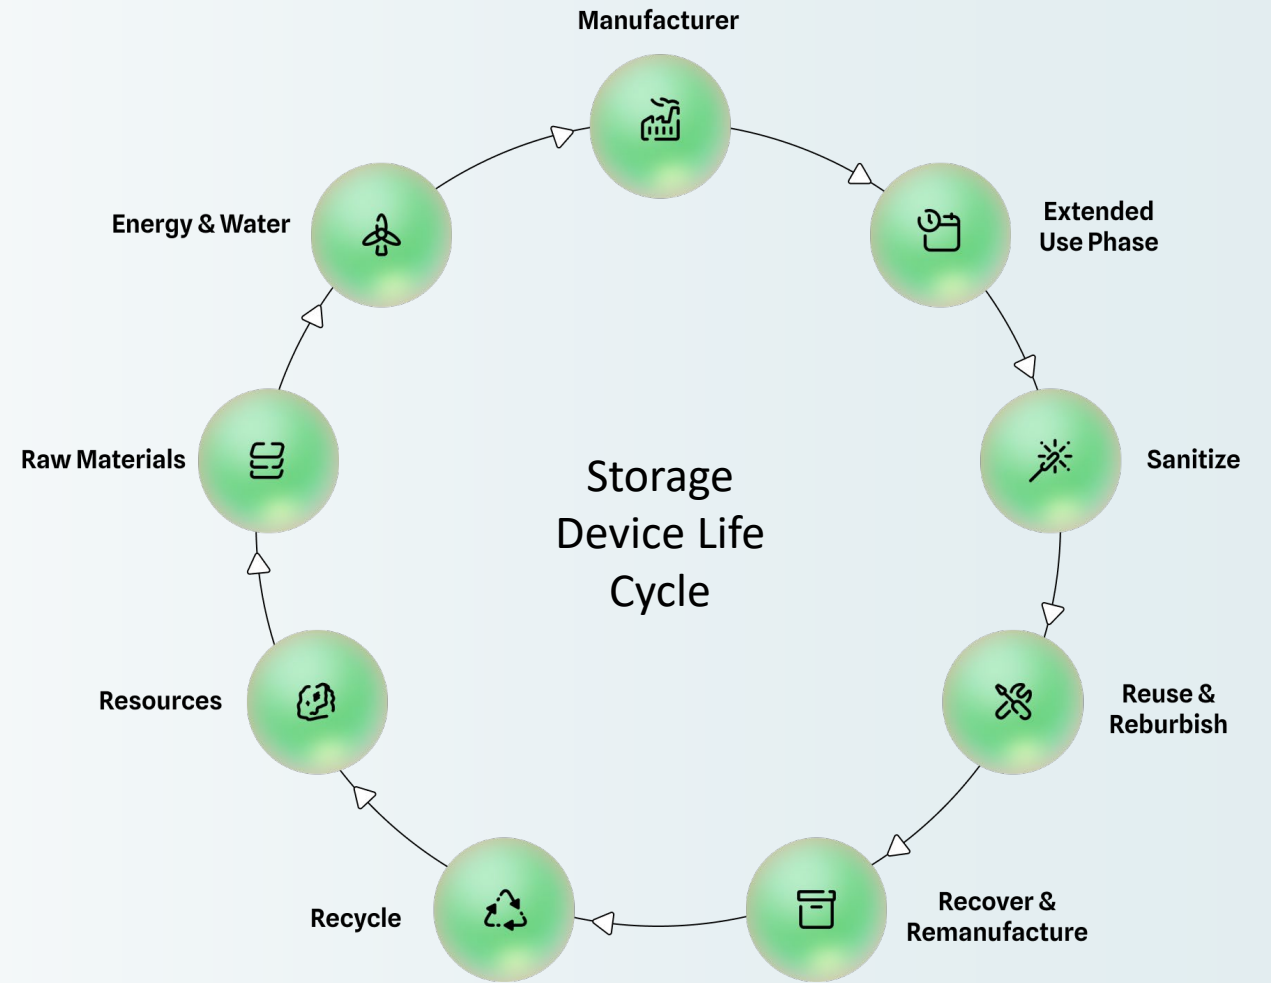 Manufacturer
Energy & Water
Extended
Use Phase
Raw Materials
Storage
Device Life
Cycle
Sanitize
Resources
Reuse &
Reburbish
Recycle
Recover &
Remanufacture